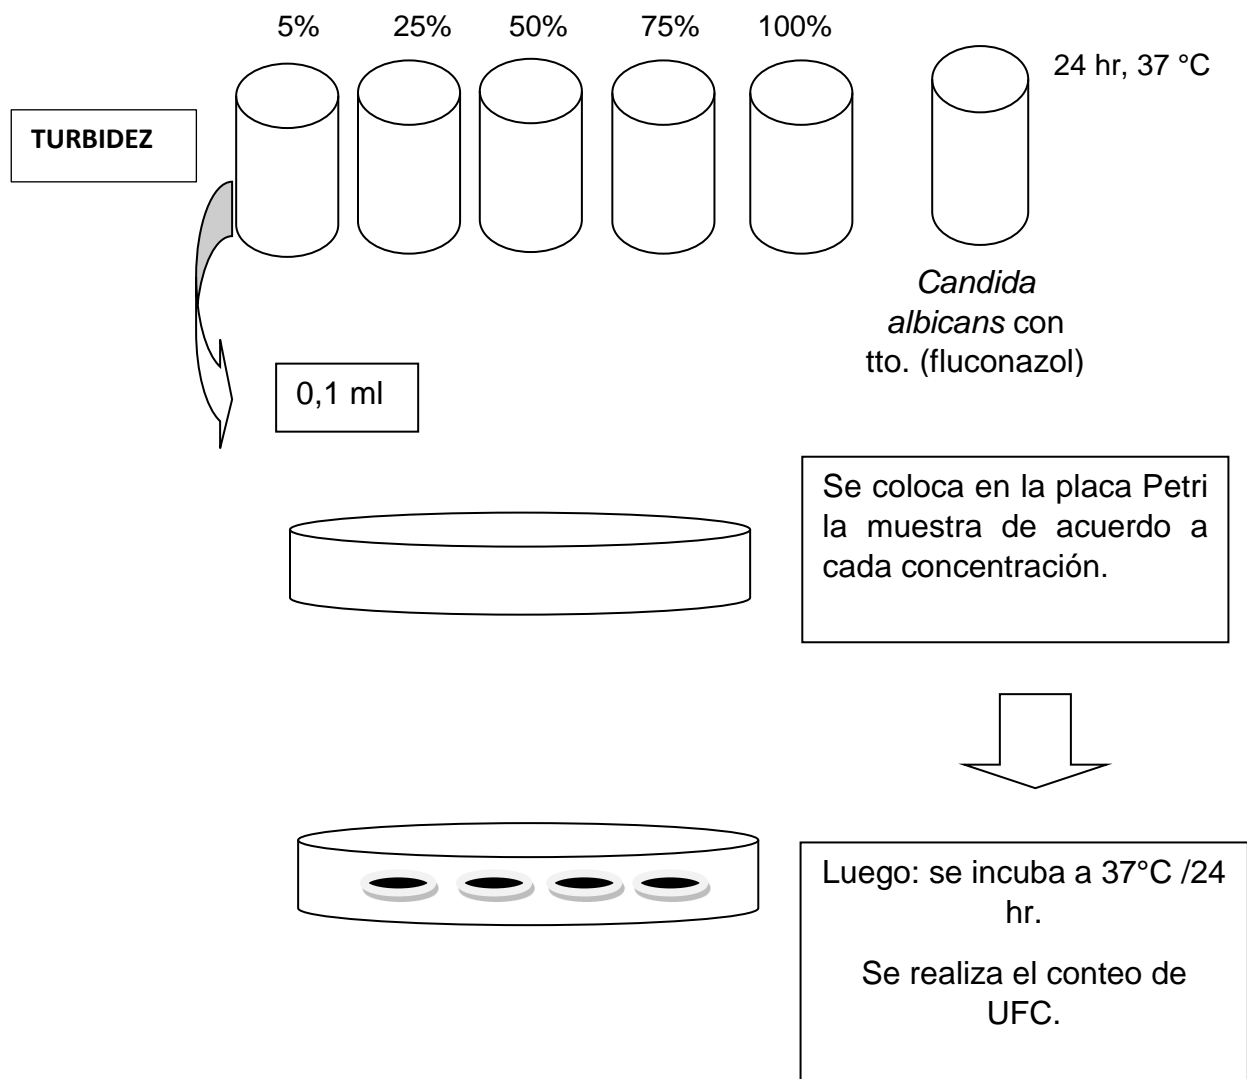 5% 25% 50% 75% 100%
24 hr, 37 °C
TURBIDEZ
Candida
albicans con
tto. (fluconazol)
0,1 ml
Se coloca en la placa Petri
la muestra de acuerdo a
cada concentración.
Luego: se incuba a 37°C /24
hr.
Se realiza el conteo de
UFC.